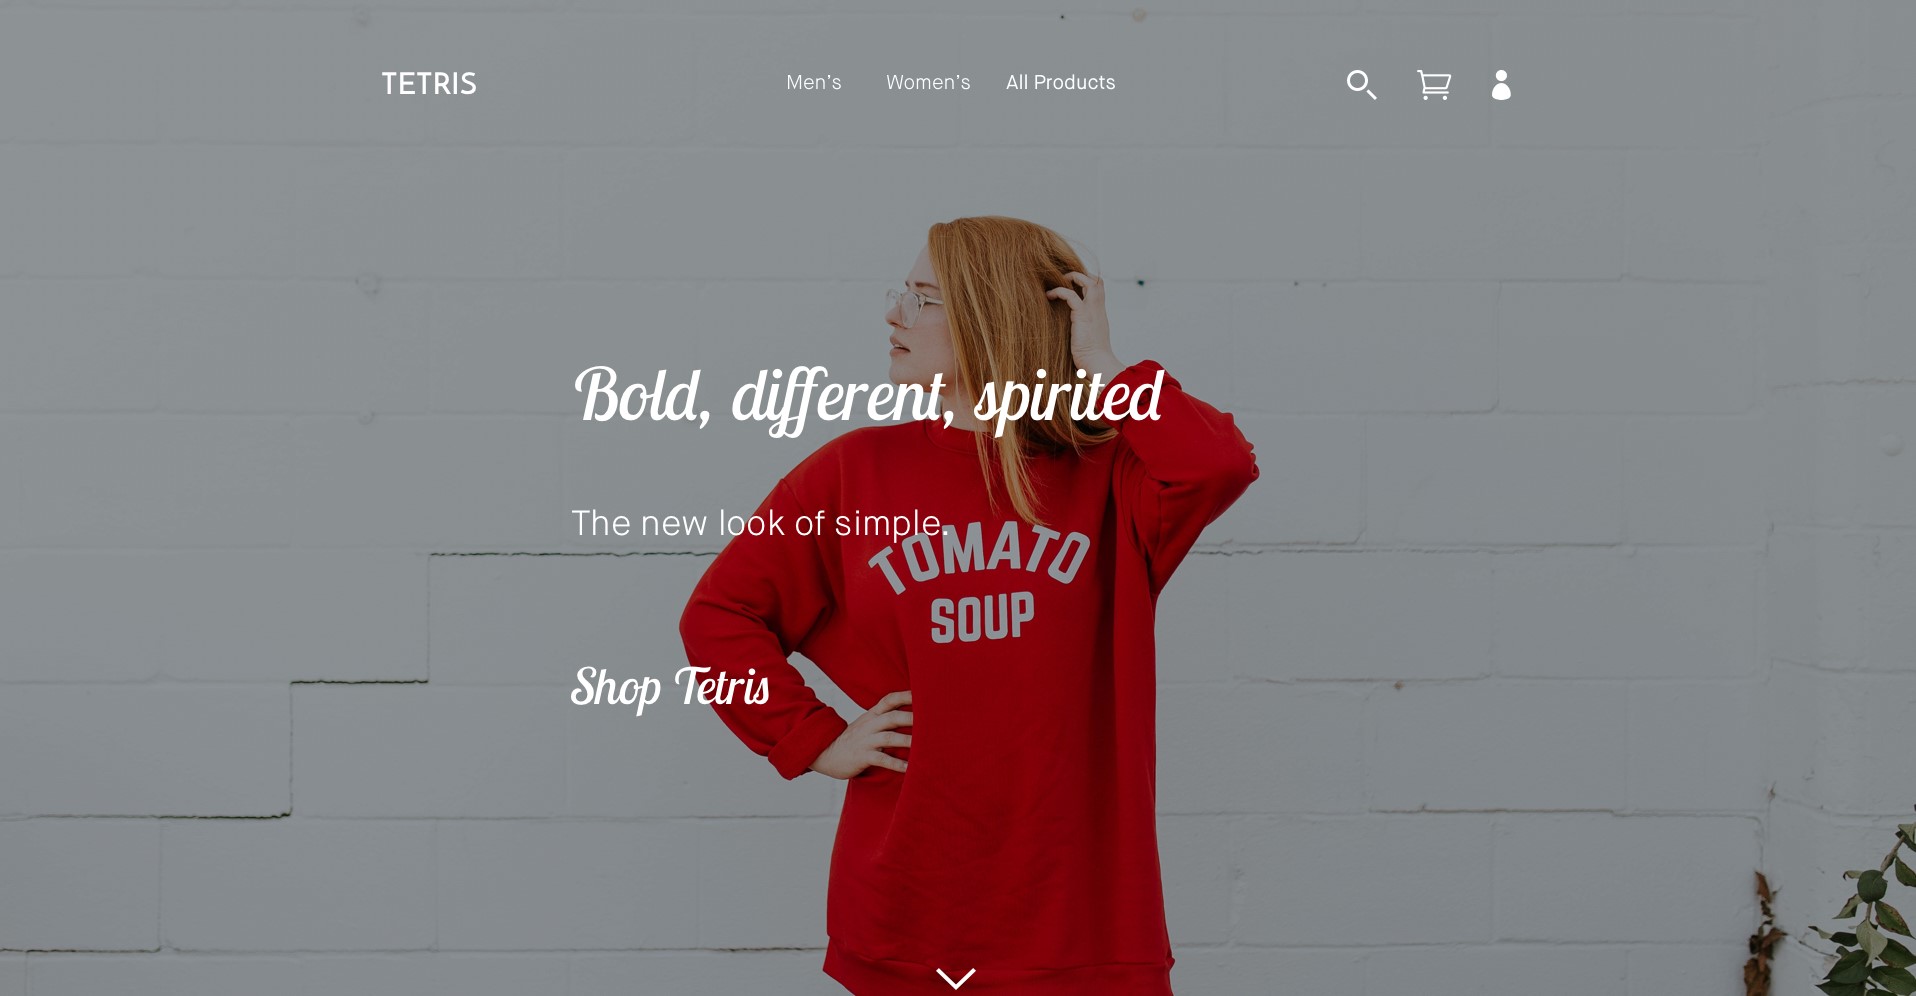 TETRIS
Men's
Women's
All Products
Bold, different, spirited
The new look of simple.
TOMATO
SOUP
Shop Tetris